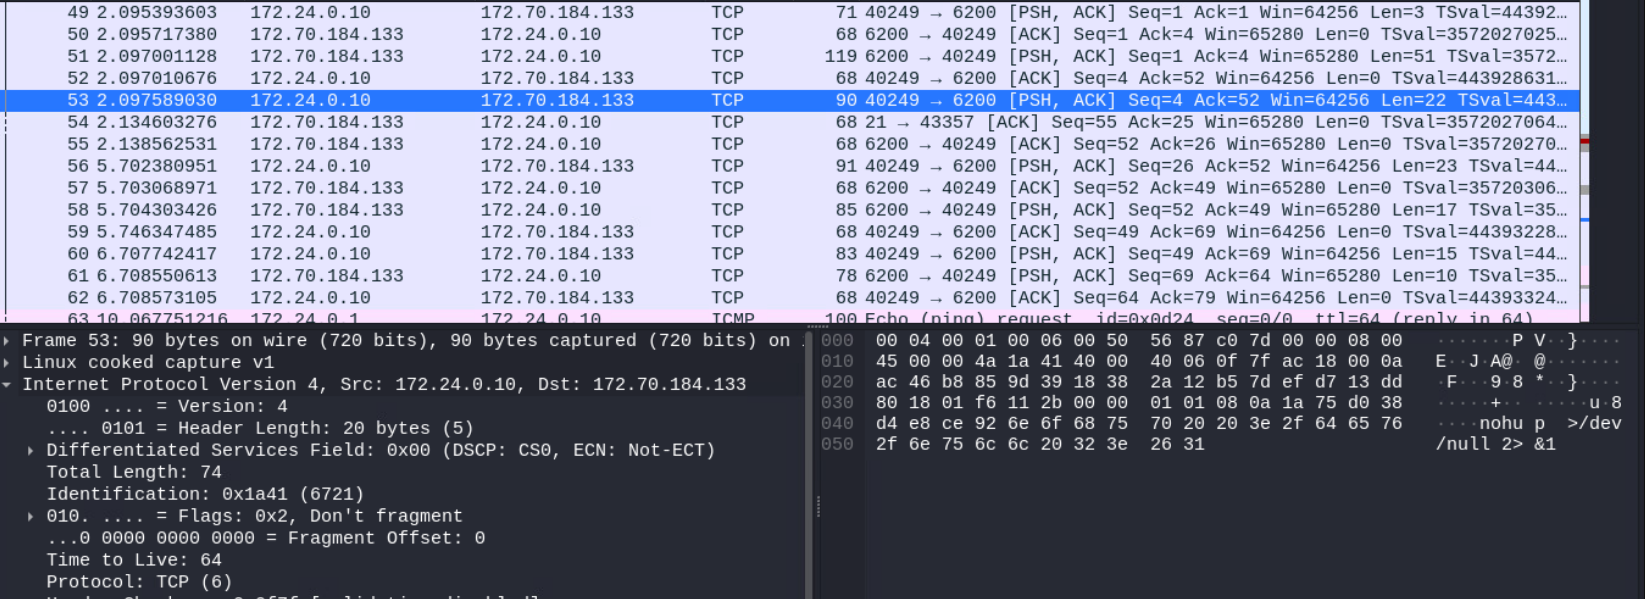 49 2.095393603 172.24.0.10 172.70.184.133 TCP 71 40249 → 6200 [PSH, ACK] Seq=1 Ack=1 Win=64256 Len=3 TSval=44392…
50 2.095717380 172.70.184.133 172.24.0.10 TCP 68 6200 → 40249 [ACK] Seq=1 Ack=4 Win=65280 Len=0 TSval=3572027025…
51 2.097001128 172.70.184.133 172.24.0.10 TCP 119 6200 → 40249 [PSH, ACK] Seq=1 Ack=4 Win=65280 Len=51 TSval=3572…
52 2.097010676 172.24.0.10 172.70.184.133 TCP 68 40249 → 6200 [ACK] Seq=4 Ack=52 Win=64256 Len=0 TSval=443928631…
53 2.097589030 172.24.0.10 172.70.184.133 TCP 90 40249 → 6200 [PSH, ACK] Seq=4 Ack=52 Win=64256 Len=22 TSval=443…
54 2.134603276 172.70.184.133 172.24.0.10 TCP 68 21 → 43357 [ACK] Seq=55 Ack=25 Win=65280 Len=0 TSval=3572027064…
55 2.138562531 172.70.184.133 172.24.0.10 TCP 68 6200 → 40249 [ACK] Seq=52 Ack=26 Win=65280 Len=0 TSval=35720270…
56 5.702380951 172.24.0.10 172.70.184.133 TCP 91 40249 → 6200 [PSH, ACK] Seq=26 Ack=52 Win=64256 Len=23 TSval=44…
57 5.703068971 172.70.184.133 172.24.0.10 TCP 68 6200 → 40249 [ACK] Seq=52 Ack=49 Win=65280 Len=0 TSval=35720306…
58 5.704303426 172.70.184.133 172.24.0.10 TCP 85 6200 → 40249 [PSH, ACK] Seq=52 Ack=49 Win=65280 Len=17 TSval=35…
59 5.746347485 172.24.0.10 172.70.184.133 TCP 68 40249 → 6200 [ACK] Seq=49 Ack=69 Win=64256 Len=0 TSval=44393228…
60 6.707742417 172.24.0.10 172.70.184.133 TCP 83 40249 → 6200 [PSH, ACK] Seq=49 Ack=69 Win=64256 Len=15 TSval=44…
61 6.708550613 172.70.184.133 172.24.0.10 TCP 78 6200 → 40249 [PSH, ACK] Seq=69 Ack=64 Win=65280 Len=10 TSval=35…
62 6.708573105 172.24.0.10 172.70.184.133 TCP 68 40249 → 6200 [ACK] Seq=64 Ack=79 Win=64256 Len=0 TSval=44393324…
63 10.067751216 172.24.0.1 172.24.0.10 ICMP 100 Echo (ping) request id=0x0d24, seq=0/0, ttl=64 (reply in 64)
Frame 53: 90 bytes on wire (720 bits), 90 bytes captured (720 bits) on
Linux cooked capture v1
Internet Protocol Version 4, Src: 172.24.0.10, Dst: 172.70.184.133
0100 .... = Version: 4
.... 0101 = Header Length: 20 bytes (5)
Differentiated Services Field: 0x00 (DSCP: CS0, ECN: Not-ECT)
Total Length: 74
Identification: 0x1a41 (6721)
010. .... = Flags: 0x2, Don't fragment
...0 0000 0000 0000 = Fragment Offset: 0
Time to Live: 64
Protocol: TCP (6)
000 00 04 00 01 00 06 00 50 56 87 c0 7d 00 00 08 00 ·······P V··}····
010 45 00 00 4a 1a 41 40 00 40 06 0f 7f ac 18 00 0a E··J·A@· @·······
020 ac 46 b8 85 9d 39 18 38 2a 12 b5 7d ef d7 13 dd ·F···9·8 *··}····
030 80 18 01 f6 11 2b 00 00 01 01 08 0a 1a 75 d0 38 ·····+·· ·····u·8
040 d4 e8 ce 92 6e 6f 68 75 70 20 20 3e 2f 64 65 76 ····nohu p  >/dev
050 2f 6e 75 6c 6c 20 32 3e 26 31 /null 2> &1